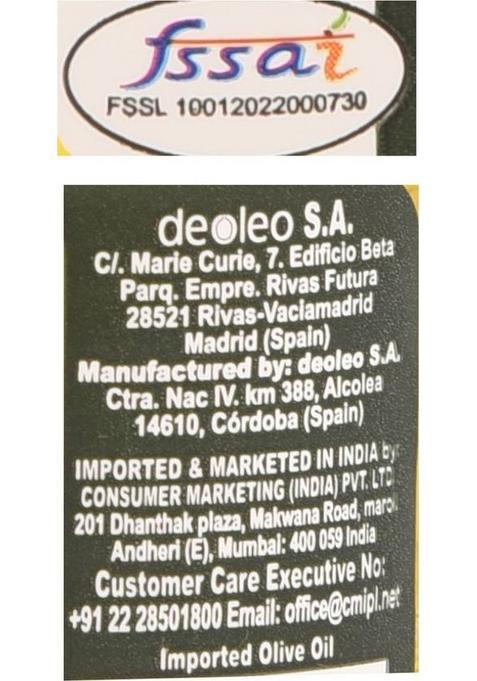 fssai
FSSL 10012022000730
deoleo S.A.
C/. Marie Curie, 7. Edificio Beta
Parq. Empre. Rivas Futura
28521 Rivas-Vaciamadrid
Madrid (Spain)
Manufactured by: deoleo S.A.
Ctra. Nac IV. km 388, Alcolea
14610, Córdoba (Spain)
IMPORTED & MARKETED IN INDIA by:
CONSUMER MARKETING (INDIA) PVT. LTD
201 Dhanthak plaza, Makwana Road, marol
Andheri (E), Mumbai: 400 059 India
Customer Care Executive No:
+91 22 28501800 Email: office@cmipl.net
Imported Olive Oil